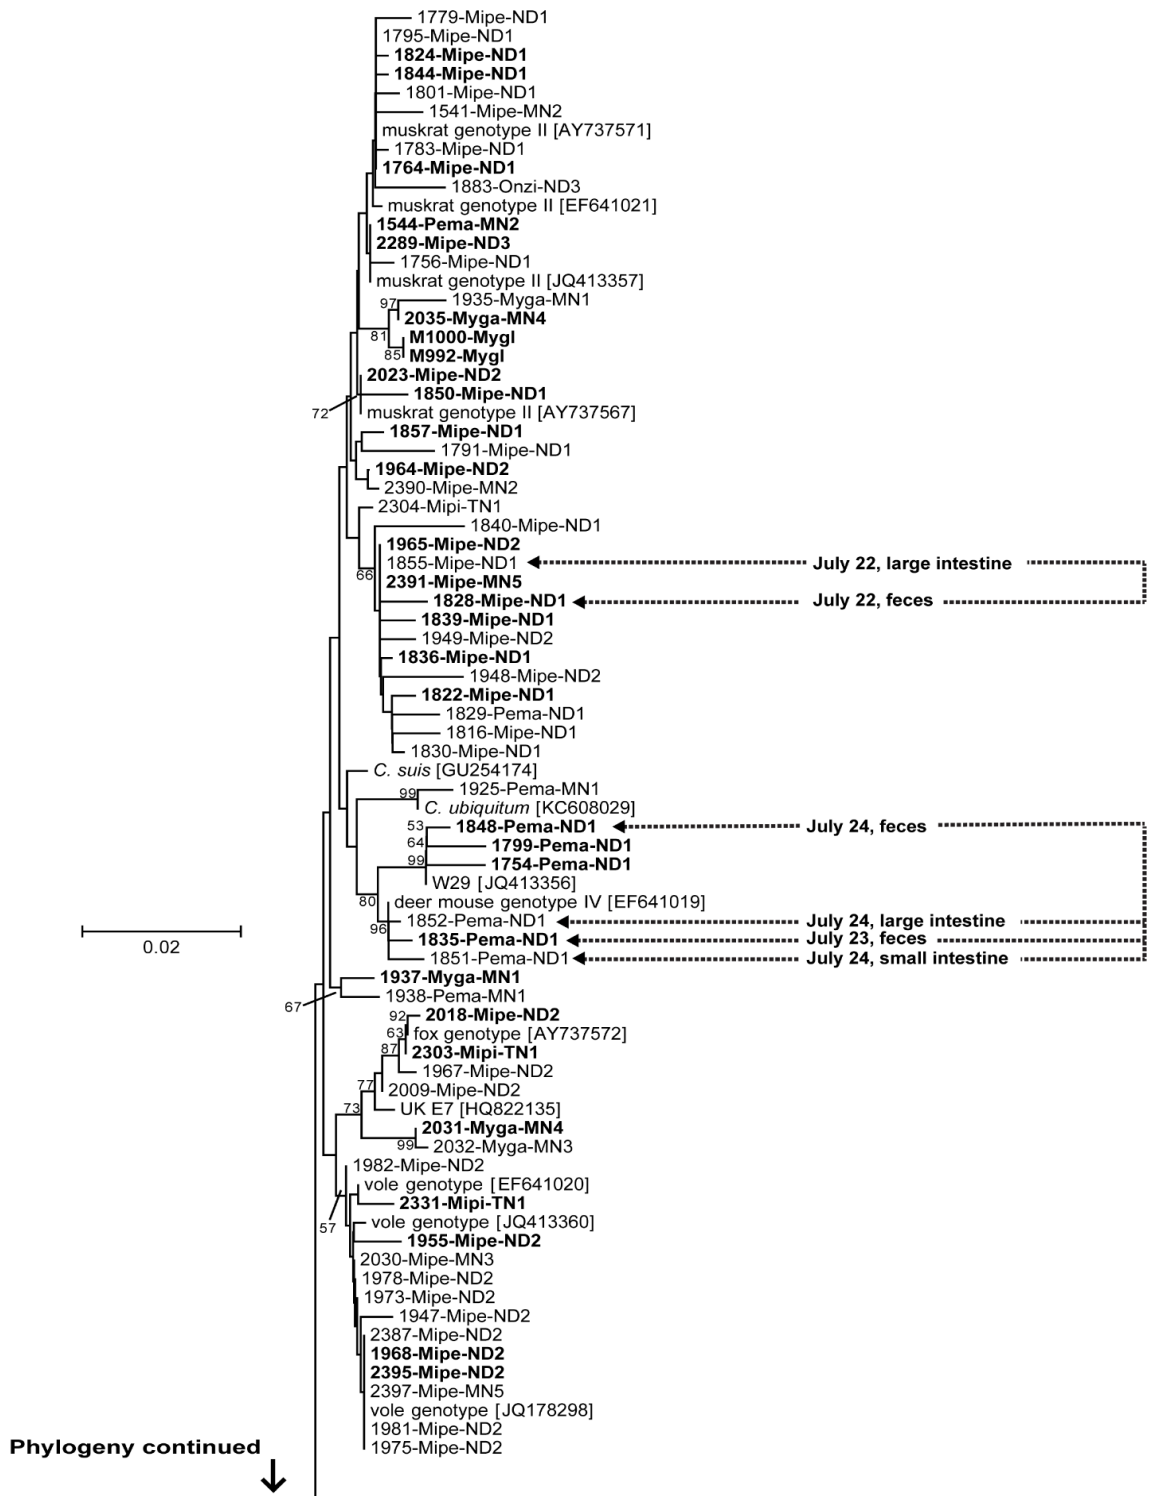 1779-Mipe-ND1
1795-Mipe-ND1
1824-Mipe-ND1
1844-Mipe-ND1
1801-Mipe-ND1
1541-Mipe-MN2
muskrat genotype II [AY737571]
1783-Mipe-ND1
1764-Mipe-ND1
1883-Onzi-ND3
muskrat genotype II [EF641021]
1544-Pema-MN2
2289-Mipe-ND3
1756-Mipe-ND1
muskrat genotype II [JQ413357]
97 1935-Myga-MN1
2035-Myga-MN4
81 M1000-Mygl
85 M992-Mygl
2023-Mipe-ND2
1850-Mipe-ND1
72 muskrat genotype II [AY737567]
1857-Mipe-ND1
1791-Mipe-ND1
1964-Mipe-ND2
2390-Mipe-MN2
2304-Mipi-TN1
1840-Mipe-ND1
1965-Mipe-ND2
1855-Mipe-ND1 July 22, large intestine
66 2391-Mipe-MN5
1828-Mipe-ND1 July 22, feces
1839-Mipe-ND1
1949-Mipe-ND2
1836-Mipe-ND1
1948-Mipe-ND2
1822-Mipe-ND1
1829-Pema-ND1
1816-Mipe-ND1
1830-Mipe-ND1
C. suis [GU254174]
99 1925-Pema-MN1
C. ubiquitum [KC608029]
53 1848-Pema-ND1 July 24, feces
64 1799-Pema-ND1
99 1754-Pema-ND1
W29 [JQ413356]
80 deer mouse genotype IV [EF641019]
1852-Pema-ND1 July 24, large intestine
96 1835-Pema-ND1 July 23, feces
0.02
1851-Pema-ND1 July 24, small intestine
1937-Myga-MN1
67 1938-Pema-MN1
92 2018-Mipe-ND2
63 fox genotype [AY737572]
87 2303-Mipi-TN1
1967-Mipe-ND2
77 2009-Mipe-ND2
73 UK E7 [HQ822135]
2031-Myga-MN4
99 2032-Myga-MN3
1982-Mipe-ND2
vole genotype [EF641020]
2331-Mipi-TN1
57 vole genotype [JQ413360]
1955-Mipe-ND2
2030-Mipe-MN3
1978-Mipe-ND2
1973-Mipe-ND2
1947-Mipe-ND2
2387-Mipe-ND2
1968-Mipe-ND2
2395-Mipe-ND2
2397-Mipe-MN5
vole genotype [JQ178298]
1981-Mipe-ND2
1975-Mipe-ND2
Phylogeny continued